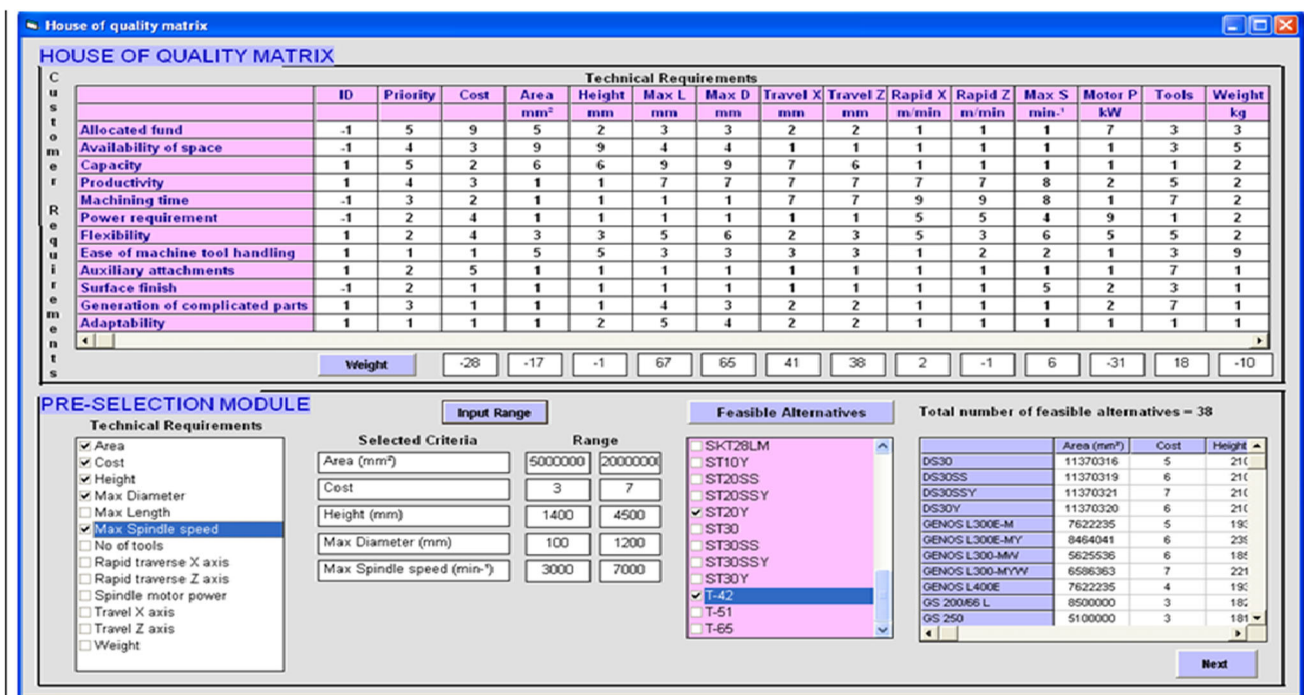 House of quality matrix
HOUSE OF QUALITY MATRIX
Customer Requirements
Technical Requirements
ID Priority Cost Area Height Max L Max D Travel X Travel Z Rapid X Rapid Z Max S Motor P Tools Weight
mm² mm mm mm mm mm m/min m/min min-¹ kW kg
Allocated fund -1 5 9 5 2 3 3 2 2 1 1 1 7 3 3
Availability of space -1 4 3 9 9 4 4 1 1 1 1 1 1 3 5
Capacity 1 5 2 6 6 9 9 7 6 1 1 1 1 1 2
Productivity 1 4 3 1 1 7 7 7 7 7 7 8 2 5 2
Machining time -1 3 2 1 1 1 1 7 7 9 9 8 1 7 2
Power requirement -1 2 4 1 1 1 1 1 1 5 5 4 9 1 2
Flexibility 1 2 4 3 3 5 6 2 3 5 3 6 5 5 2
Ease of machine tool handling 1 1 1 5 5 3 3 3 3 1 2 2 1 3 9
Auxiliary attachments 1 2 5 1 1 1 1 1 1 1 1 1 1 7 1
Surface finish -1 2 1 1 1 1 1 1 1 1 1 5 2 3 1
Generation of complicated parts 1 3 1 1 1 4 3 2 2 1 1 1 2 7 1
Adaptability 1 1 1 1 2 5 4 2 2 1 1 1 1 1 1
Weight -28 -17 -1 67 65 41 38 2 -1 6 -31 18 -10
PRE-SELECTION MODULE
Technical Requirements
Area
Cost
Height
Max Diameter
Max Length
Max Spindle speed
No of tools
Rapid traverse X axis
Rapid traverse Z axis
Spindle motor power
Travel X axis
Travel Z axis
Weight
Input Range
Selected Criteria Range
Area (mm²) 5000000 2000000
Cost 3 7
Height (mm) 1400 4500
Max Diameter (mm) 100 1200
Max Spindle speed (min-¹) 3000 7000
Feasible Alternatives
SKT28LM
ST10Y
ST20SS
ST20SSY
ST20Y
ST30
ST30SS
ST30SSY
ST30Y
T-42
T-51
T-65
Total number of feasible alternatives = 38
Area (mm²) Cost Height
DS30 11370316 5 210
DS30SS 11370319 6 210
DS30SSY 11370321 7 210
DS30Y 11370320 6 210
GENOS L300E-M 7622235 5 193
GENOS L300E-MY 8464041 6 239
GENOS L300-MW 5625536 6 185
GENOS L300-MYW 6586363 7 221
GENOS L400E 7622235 4 193
GS 200/66 L 8500000 3 182
GS 250 5100000 3 181
Next